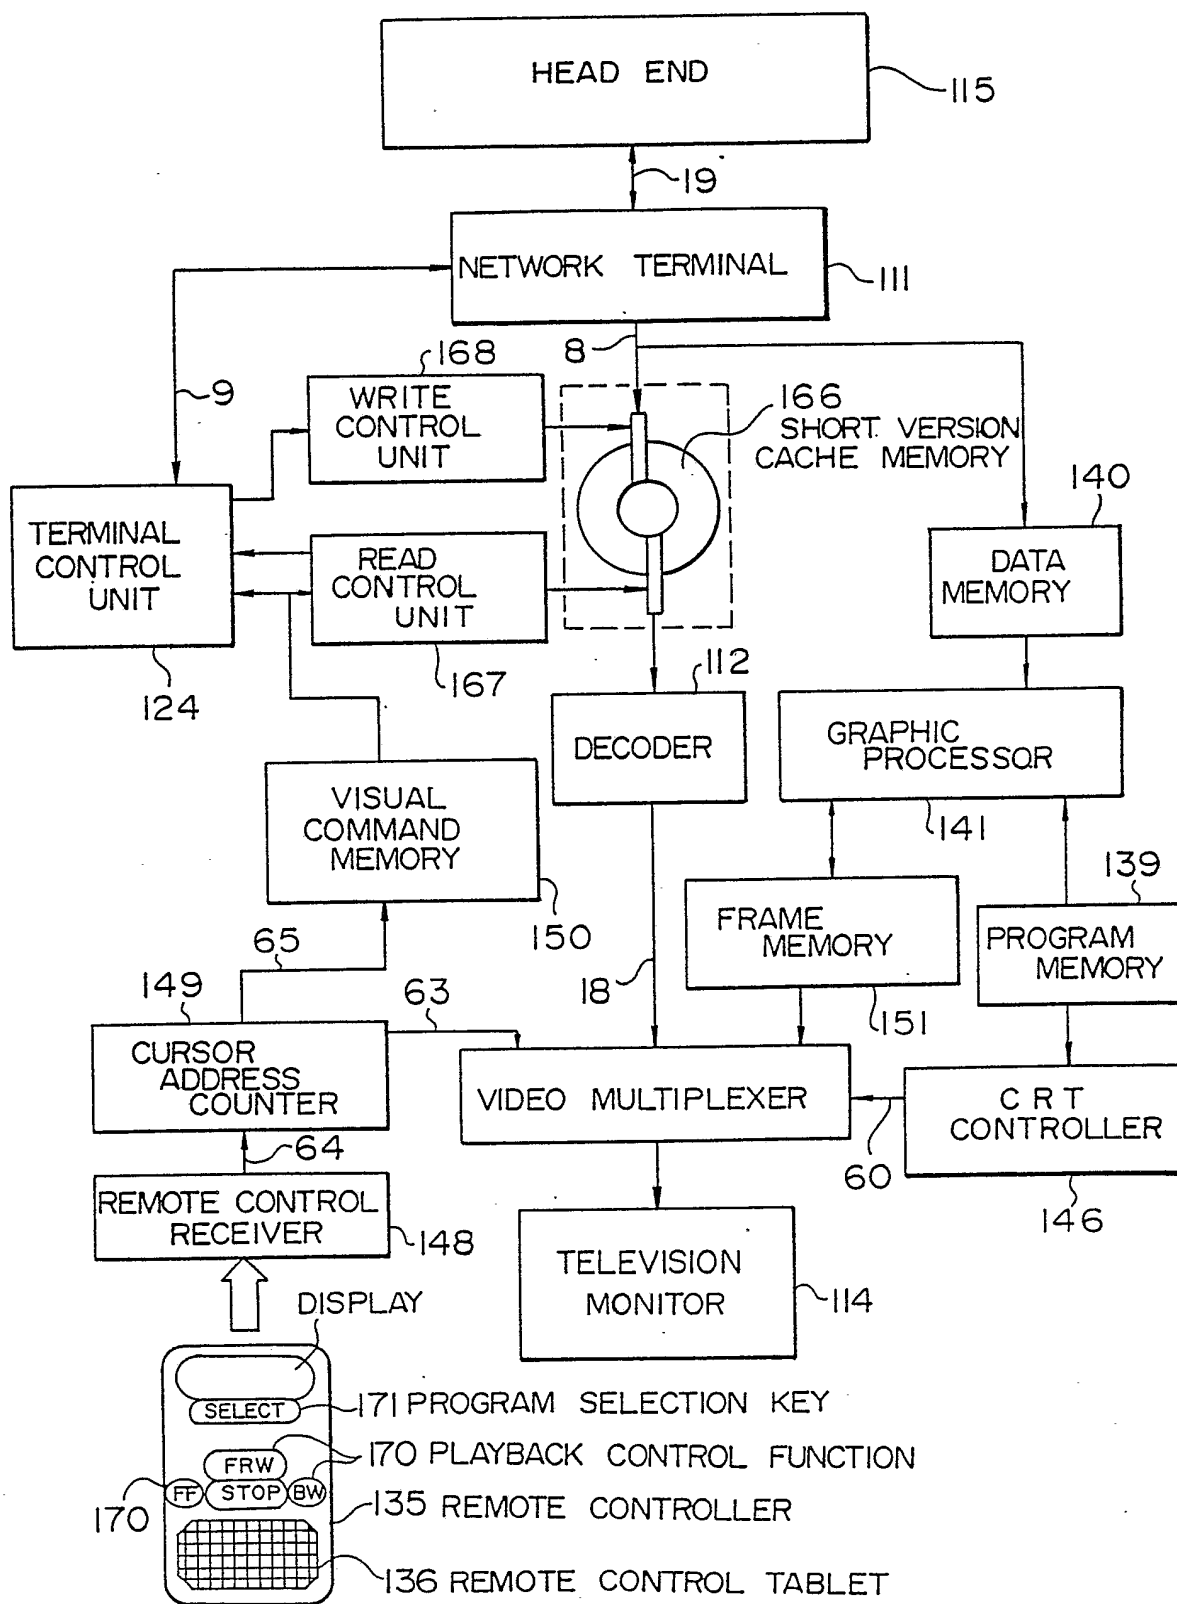 HEAD END
115
19
NETWORK TERMINAL
111
8
9
168
WRITE
CONTROL
UNIT
166
SHORT VERSION
CACHE MEMORY
140
TERMINAL
CONTROL
UNIT
READ
CONTROL
UNIT
DATA
MEMORY
124
167
112
DECODER
GRAPHIC
PROCESSOR
141
VISUAL
COMMAND
MEMORY
150
139
FRAME
MEMORY
PROGRAM
MEMORY
65
18
151
149
63
CURSOR
ADDRESS
COUNTER
VIDEO MULTIPLEXER
CRT
CONTROLLER
64
60
146
REMOTE CONTROL
RECEIVER
148
TELEVISION
MONITOR
114
DISPLAY
SELECT
171 PROGRAM SELECTION KEY
FRW
170 PLAYBACK CONTROL FUNCTION
FF
STOP
BW
170
135 REMOTE CONTROLLER
136 REMOTE CONTROL TABLET